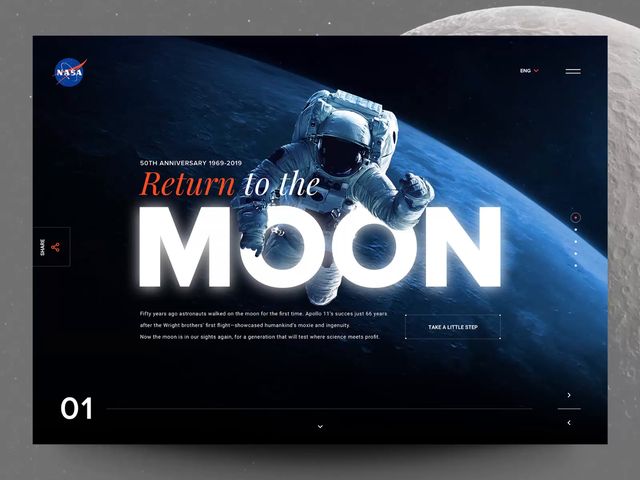 NASA
ENG
50TH ANNIVERSARY 1969-2019
Return to the
MOON
SHARE
Fifty years ago astronauts walked on the moon for the first time. Apollo 11's succes just 66 years
after the Wright brothers' first flight—showcased humankind's moxie and ingenuity.
Now the moon is in our sights again, for a generation that will test where science meets profit.
TAKE A LITTLE STEP
01